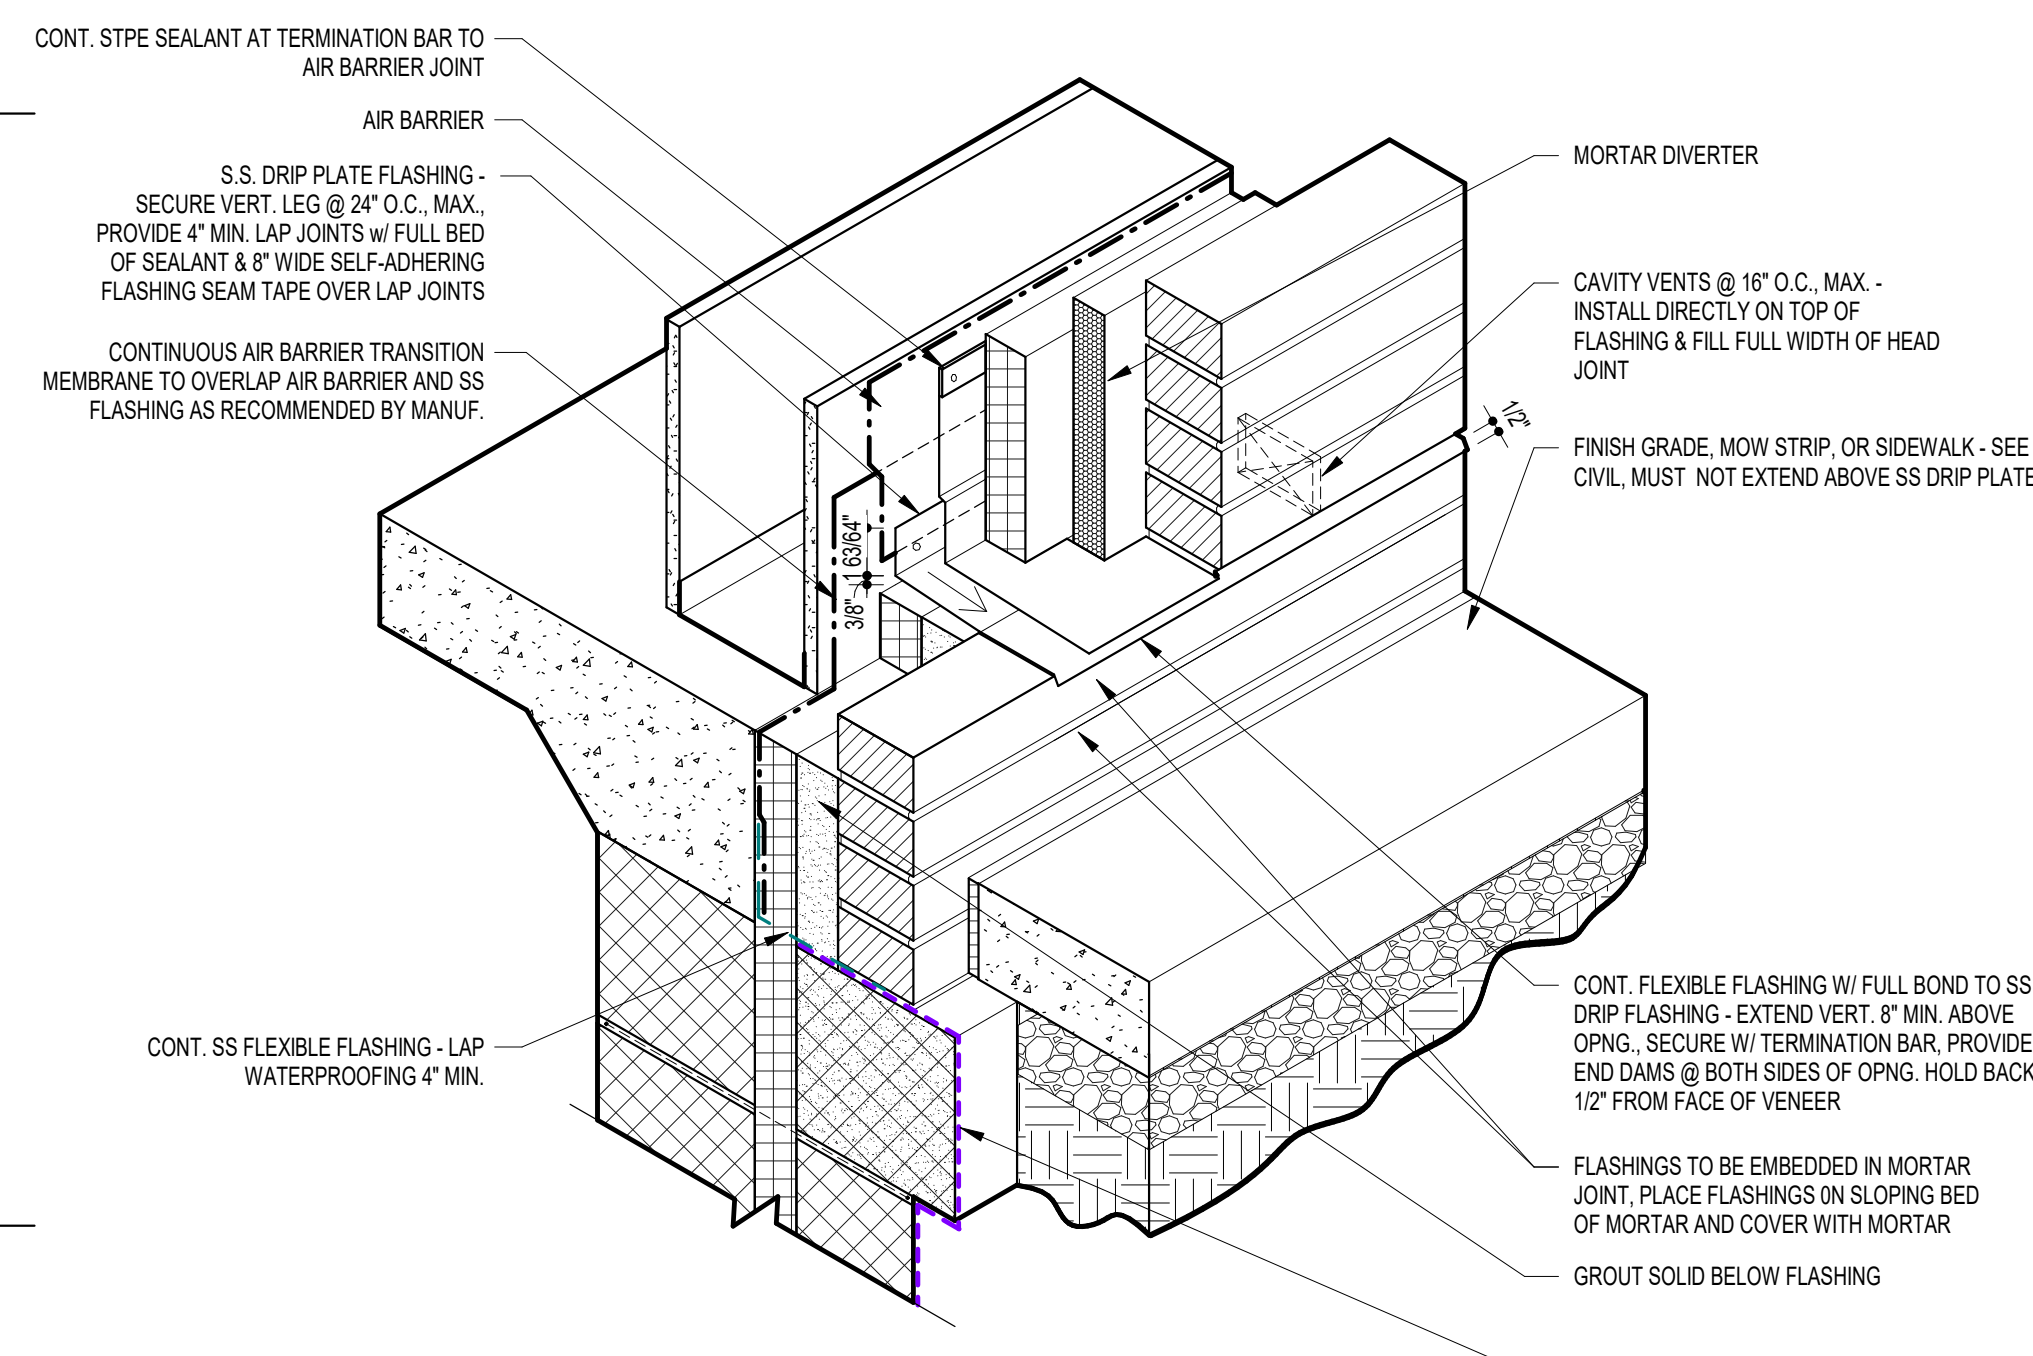 CONT. STPE SEALANT AT TERMINATION BAR TO
AIR BARRIER JOINT
AIR BARRIER
S.S. DRIP PLATE FLASHING -
SECURE VERT. LEG @ 24" O.C., MAX.,
PROVIDE 4" MIN. LAP JOINTS w/ FULL BED
OF SEALANT & 8" WIDE SELF-ADHERING
FLASHING SEAM TAPE OVER LAP JOINTS
CONTINUOUS AIR BARRIER TRANSITION
MEMBRANE TO OVERLAP AIR BARRIER AND SS
FLASHING AS RECOMMENDED BY MANUF.
CONT. SS FLEXIBLE FLASHING - LAP
WATERPROOFING 4" MIN.
1 63/64"
3/8"
1/2"
MORTAR DIVERTER
CAVITY VENTS @ 16" O.C., MAX. -
INSTALL DIRECTLY ON TOP OF
FLASHING & FILL FULL WIDTH OF HEAD
JOINT
FINISH GRADE, MOW STRIP, OR SIDEWALK - SEE
CIVIL, MUST NOT EXTEND ABOVE SS DRIP PLATE
CONT. FLEXIBLE FLASHING W/ FULL BOND TO SS
DRIP FLASHING - EXTEND VERT. 8" MIN. ABOVE
OPNG., SECURE W/ TERMINATION BAR, PROVIDE
END DAMS @ BOTH SIDES OF OPNG. HOLD BACK
1/2" FROM FACE OF VENEER
FLASHINGS TO BE EMBEDDED IN MORTAR
JOINT, PLACE FLASHINGS 0N SLOPING BED
OF MORTAR AND COVER WITH MORTAR
GROUT SOLID BELOW FLASHING